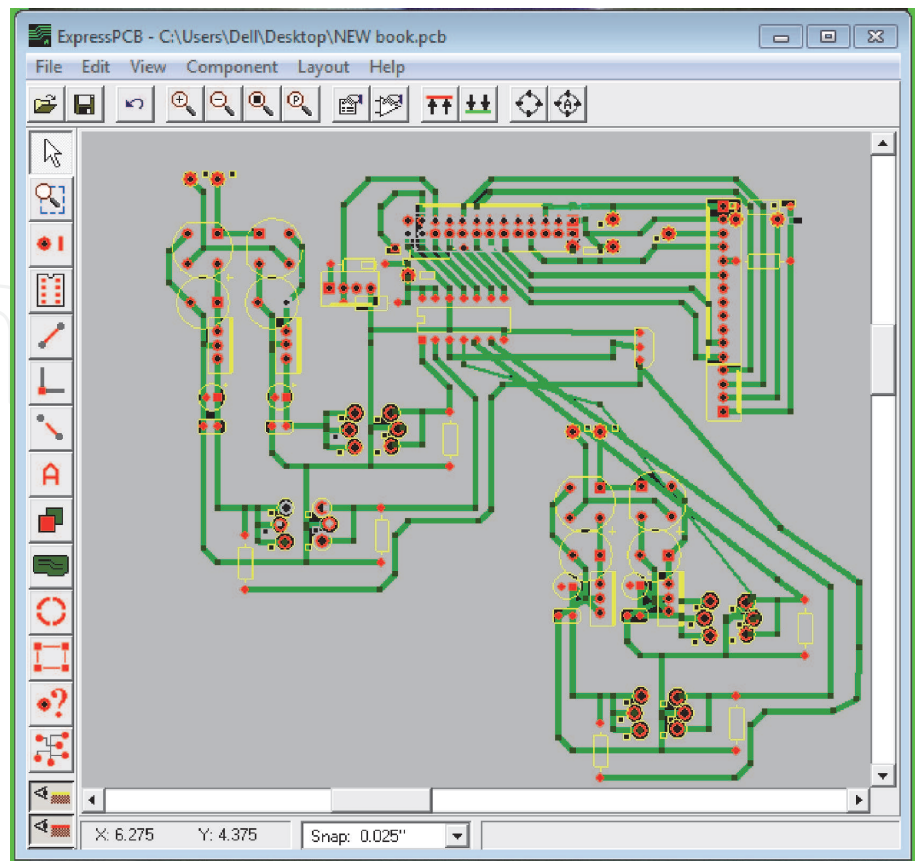 ExpressPCB - C:\Users\Dell\Desktop\NEW book.pcb
File Edit View Component Layout Help
X: 6.275 Y: 4.375 Snap: 0.025"